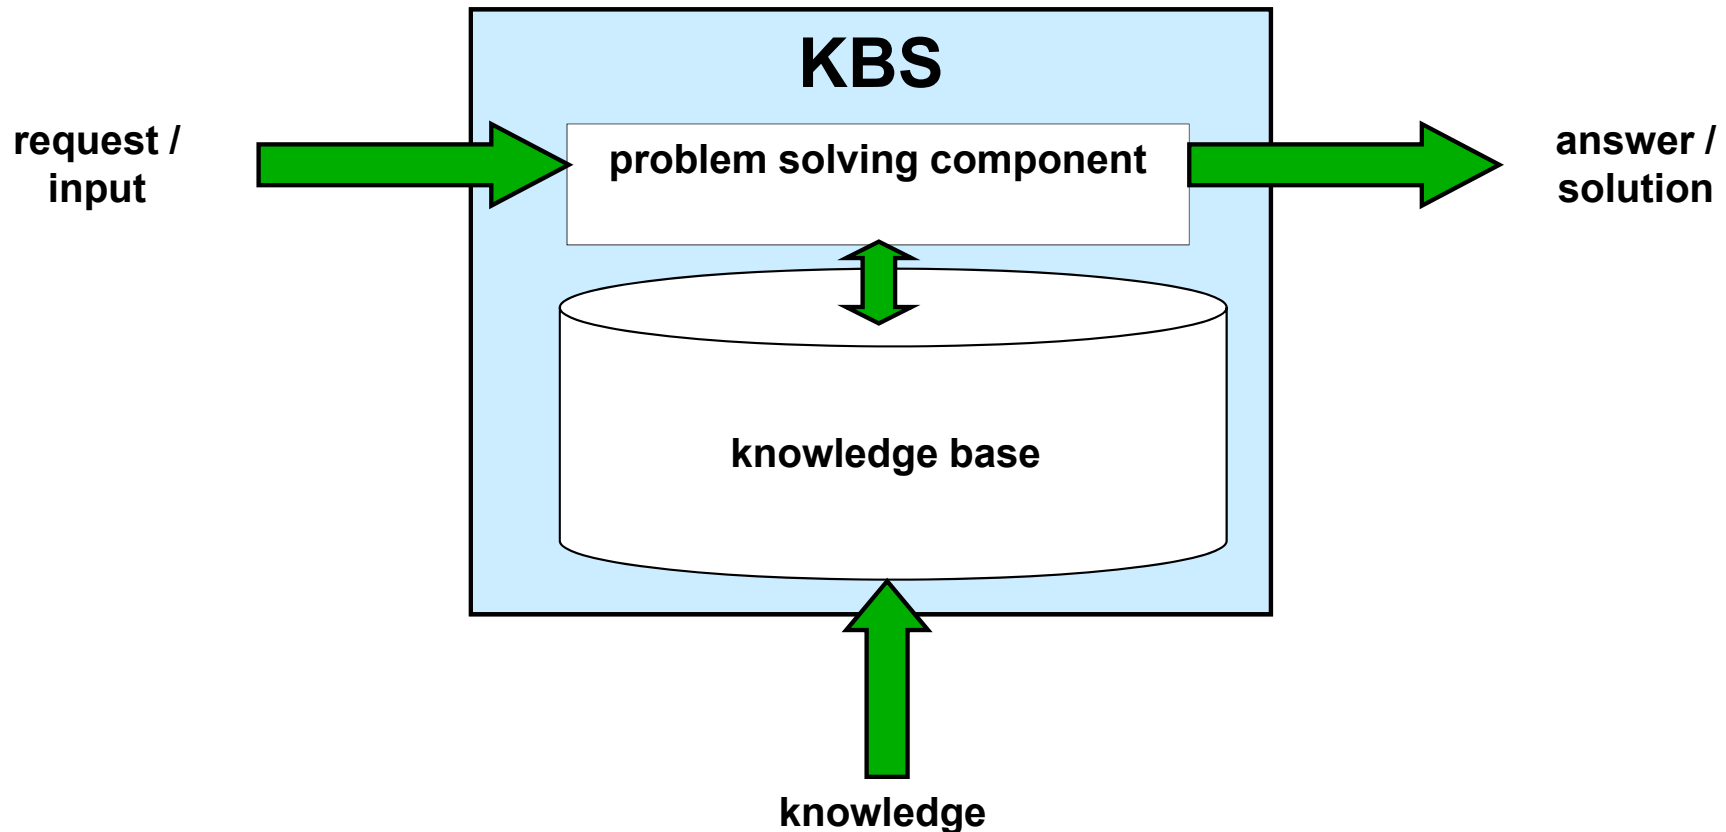 KBS
request /
input
problem solving component
answer /
solution
knowledge base
knowledge